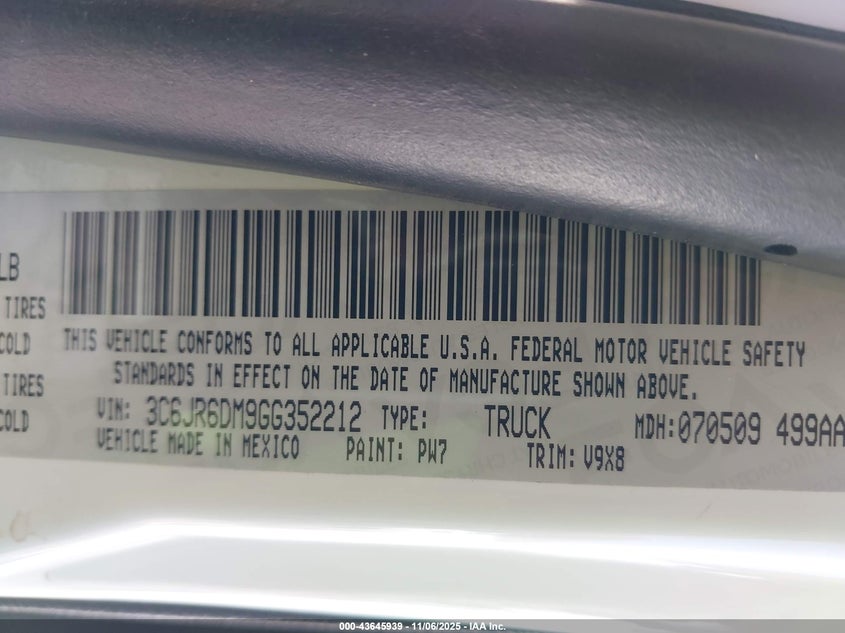 LB
TIRES
COLD
TIRES
COLD
THIS VEHICLE CONFORMS TO ALL APPLICABLE U.S.A. FEDERAL MOTOR VEHICLE SAFETY
STANDARDS IN EFFECT ON THE DATE OF MANUFACTURE SHOWN ABOVE.
VIN: 3C6JR6DM9GG352212 TYPE: TRUCK MDH:070509 499AA
VEHICLE MADE IN MEXICO PAINT: PW7 TRIM: V9X8
000-43645939 - 11/06/2025 - IAA Inc.